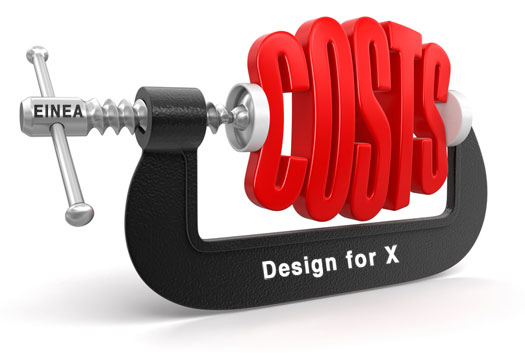 EINEA
COSTS
Design for X